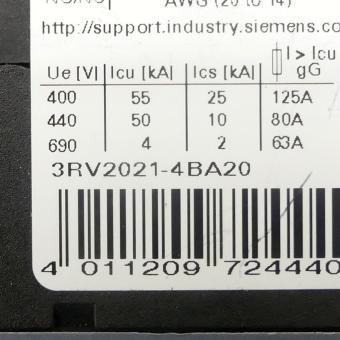 AWG (20 to 14)
http://support.industry.siemens.com
Ue [V] Icu [kA] Ics [kA] I > Icu gG
400 55 25 125A
440 50 10 80A
690 4 2 63A
3RV2021-4BA20
4 011209 724440